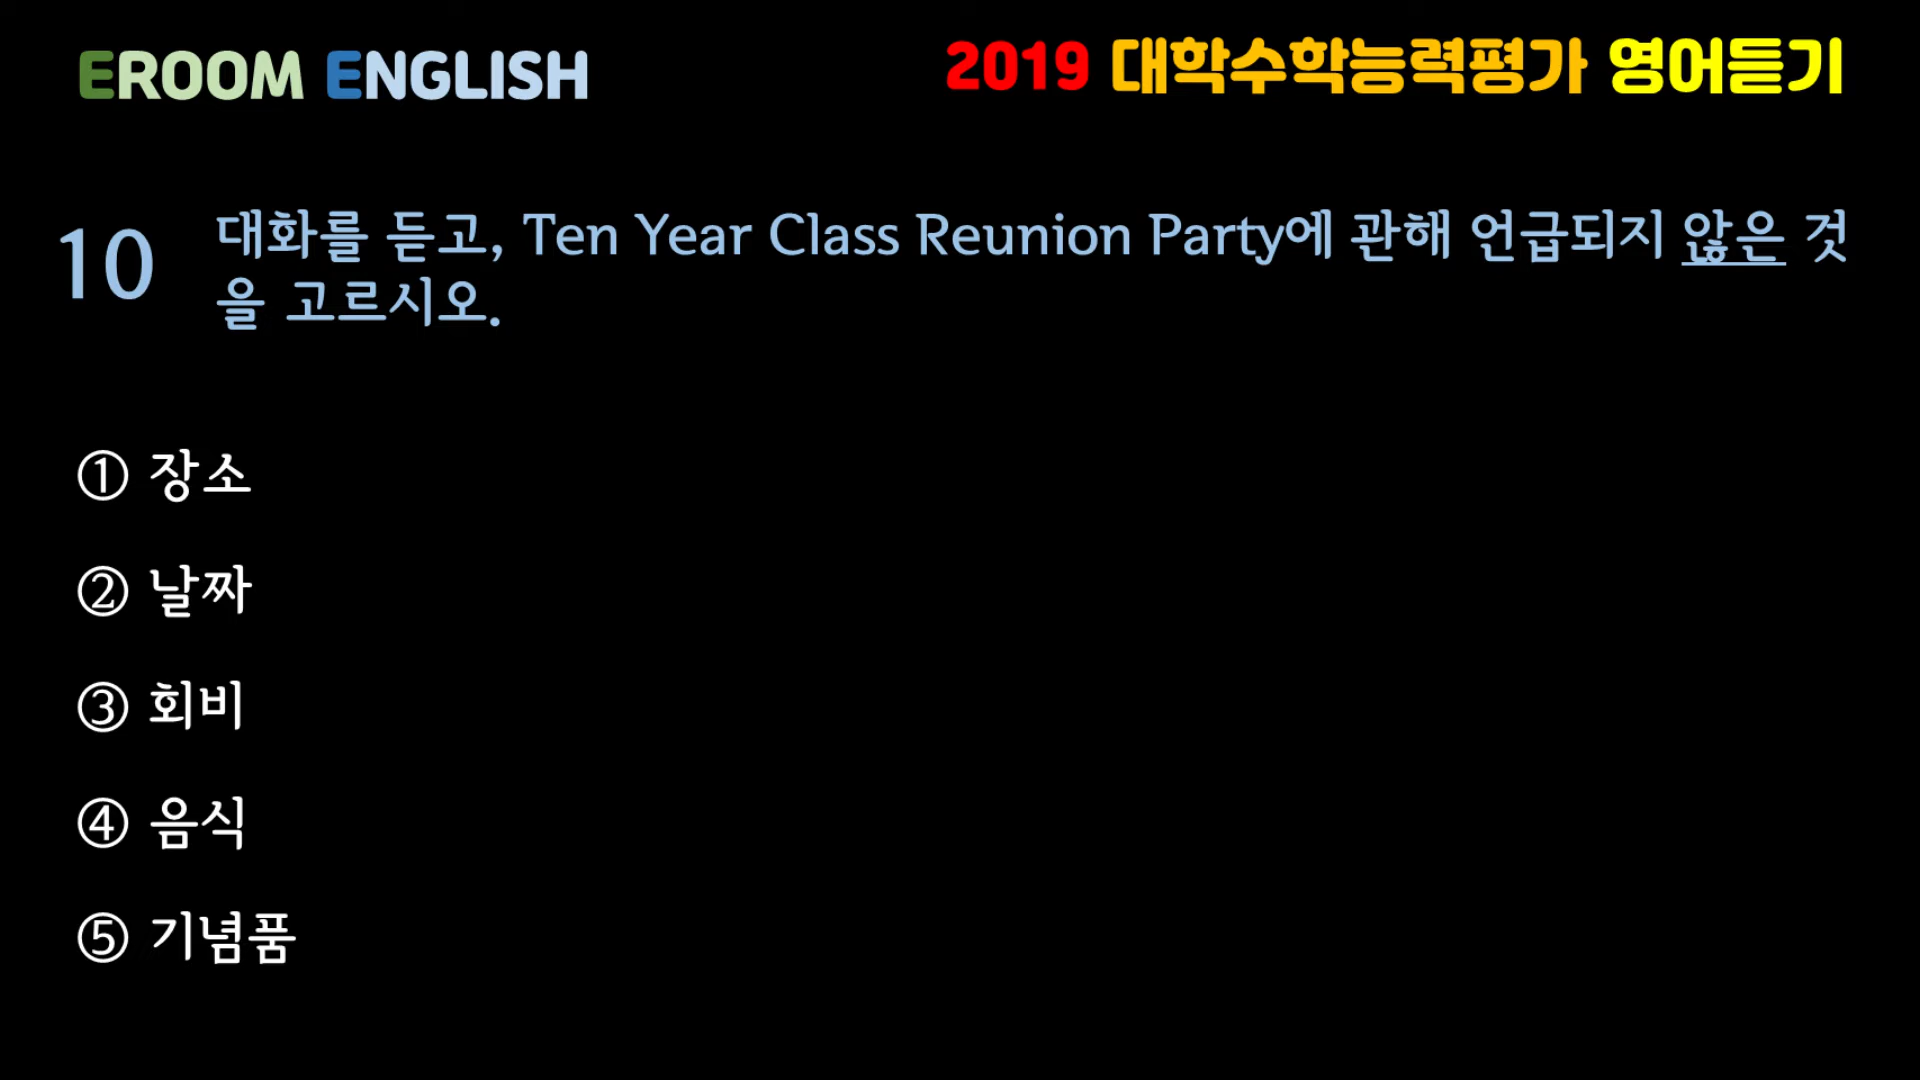 EROOM ENGLISH
2019 대학수학능력평가 영어듣기
10 대화를 듣고, Ten Year Class Reunion Party에 관해 언급되지 않은 것
을 고르시오.
① 장소
② 날짜
③ 회비
④ 음식
⑤ 기념품